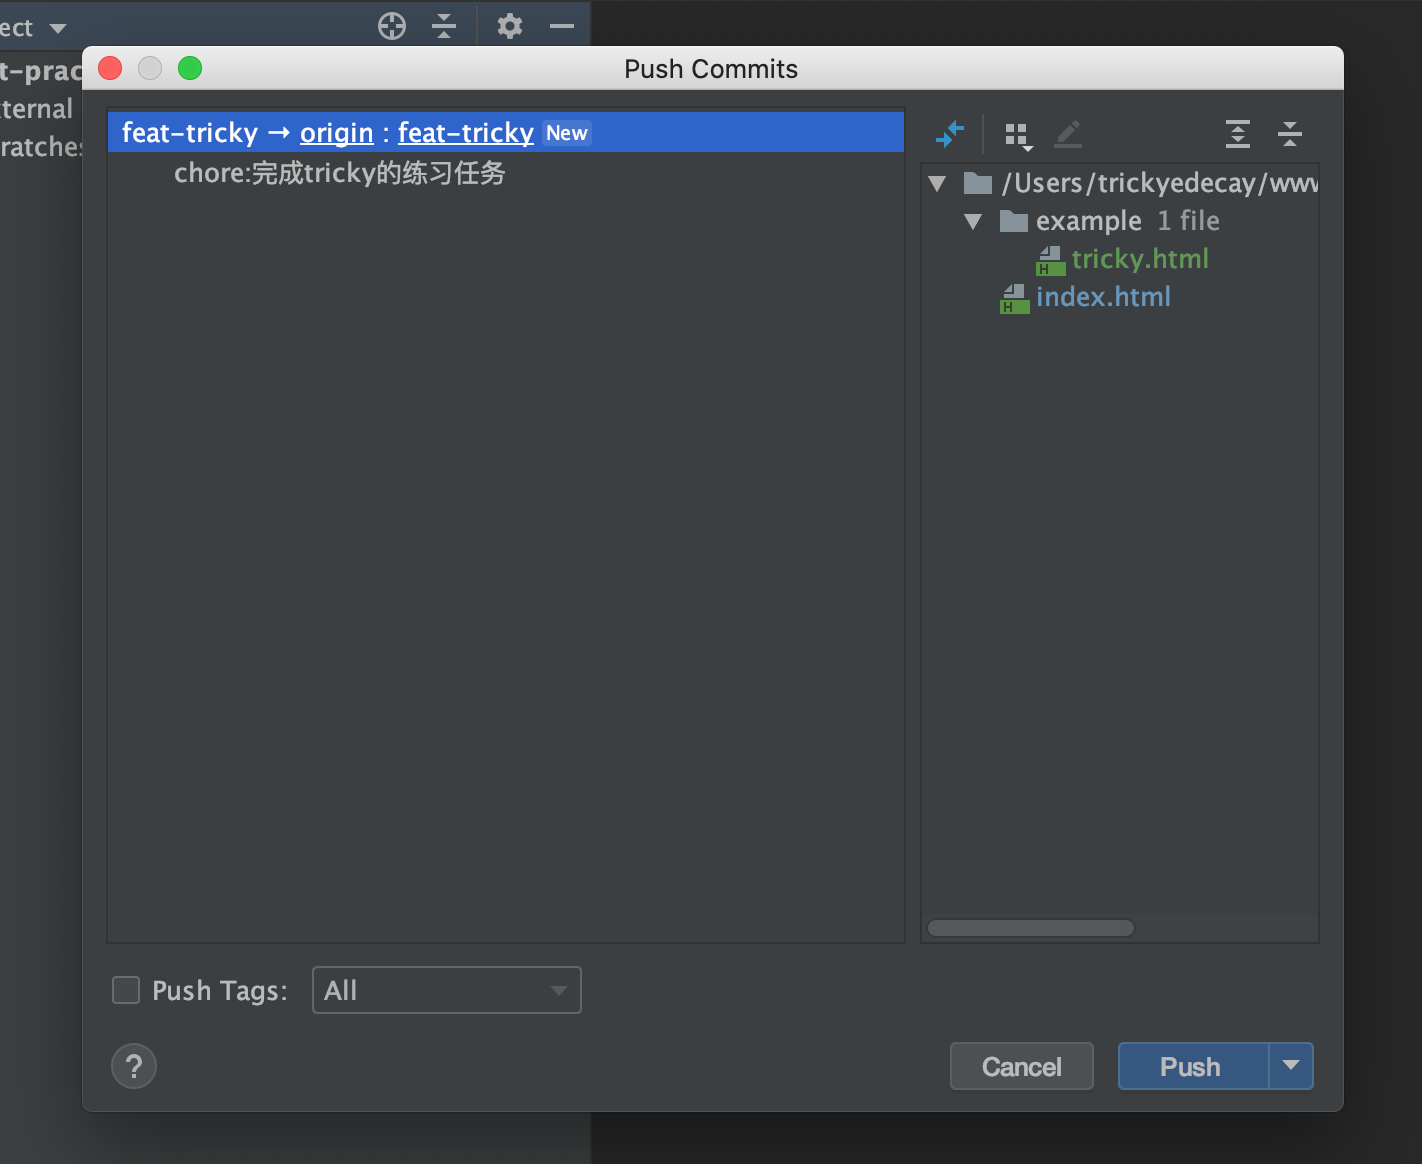 ect
t-prac
ternal
ratches
Push Commits
feat-tricky → origin : feat-tricky New
chore:完成tricky的练习任务
/Users/trickyedecay/www
example 1 file
H tricky.html
H index.html
Push Tags: All
?
Cancel
Push